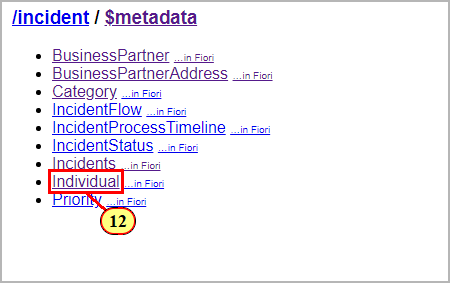 /incident / $metadata
BusinessPartner ...in Fiori
BusinessPartnerAddress ...in Fiori
Category ...in Fiori
IncidentFlow ...in Fiori
IncidentProcessTimeline ...in Fiori
IncidentStatus ...in Fiori
Incidents ...in Fiori
Individual ...in Fiori
Priority ...in Fiori
12